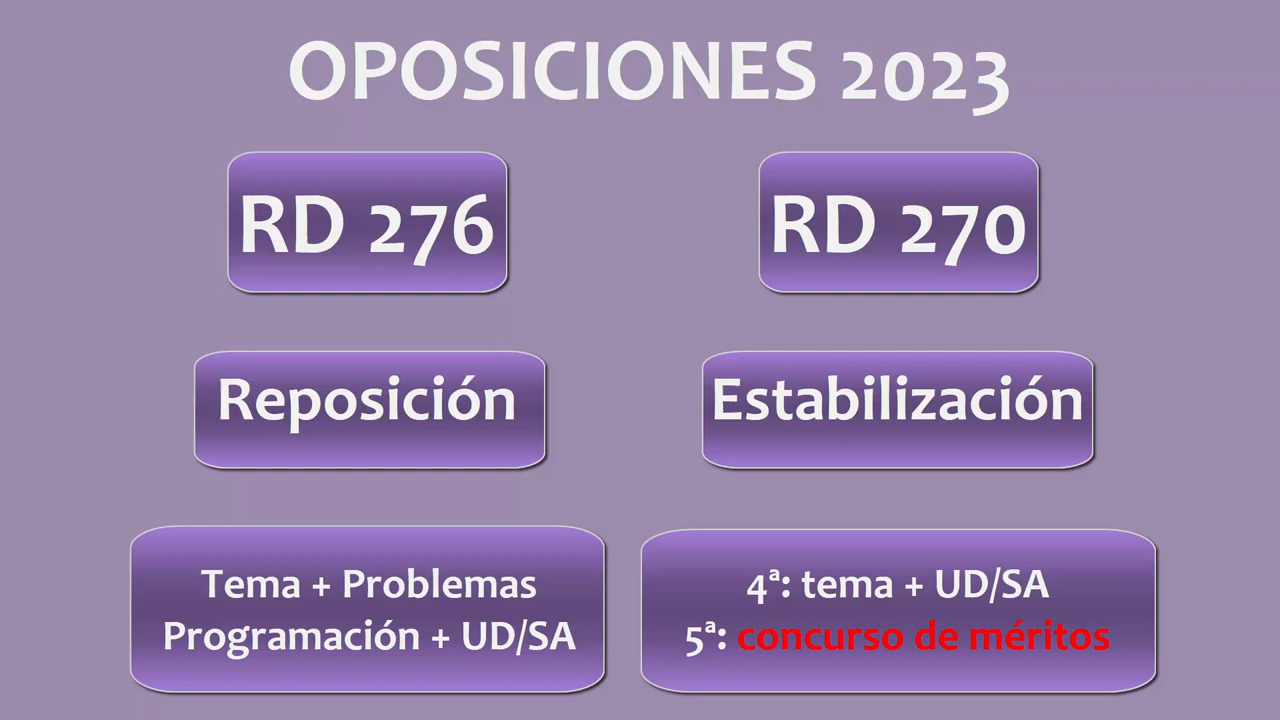 OPOSICIONES 2023
RD 276
RD 270
Reposición
Estabilización
Tema + Problemas
Programación + UD/SA
4ª: tema + UD/SA
5ª: concurso de méritos